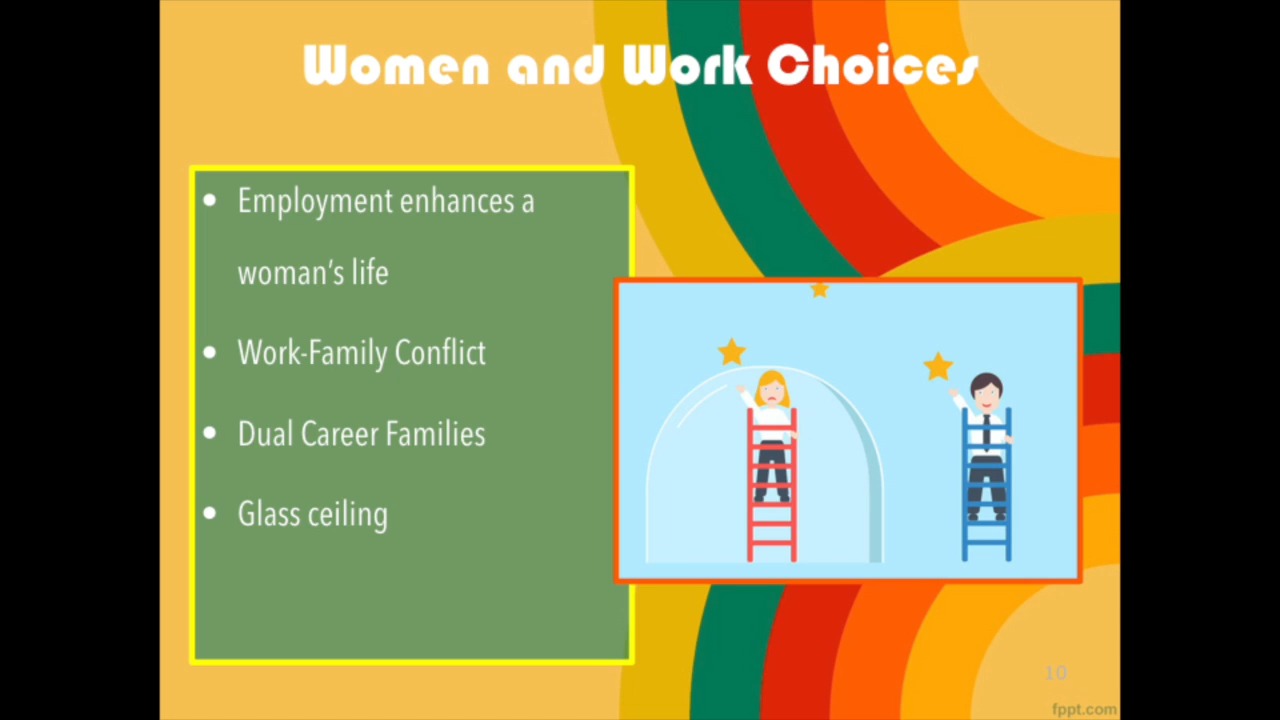 Women and Work Choices
• Employment enhances a
woman's life
• Work-Family Conflict
• Dual Career Families
• Glass ceiling
10
fppt.com